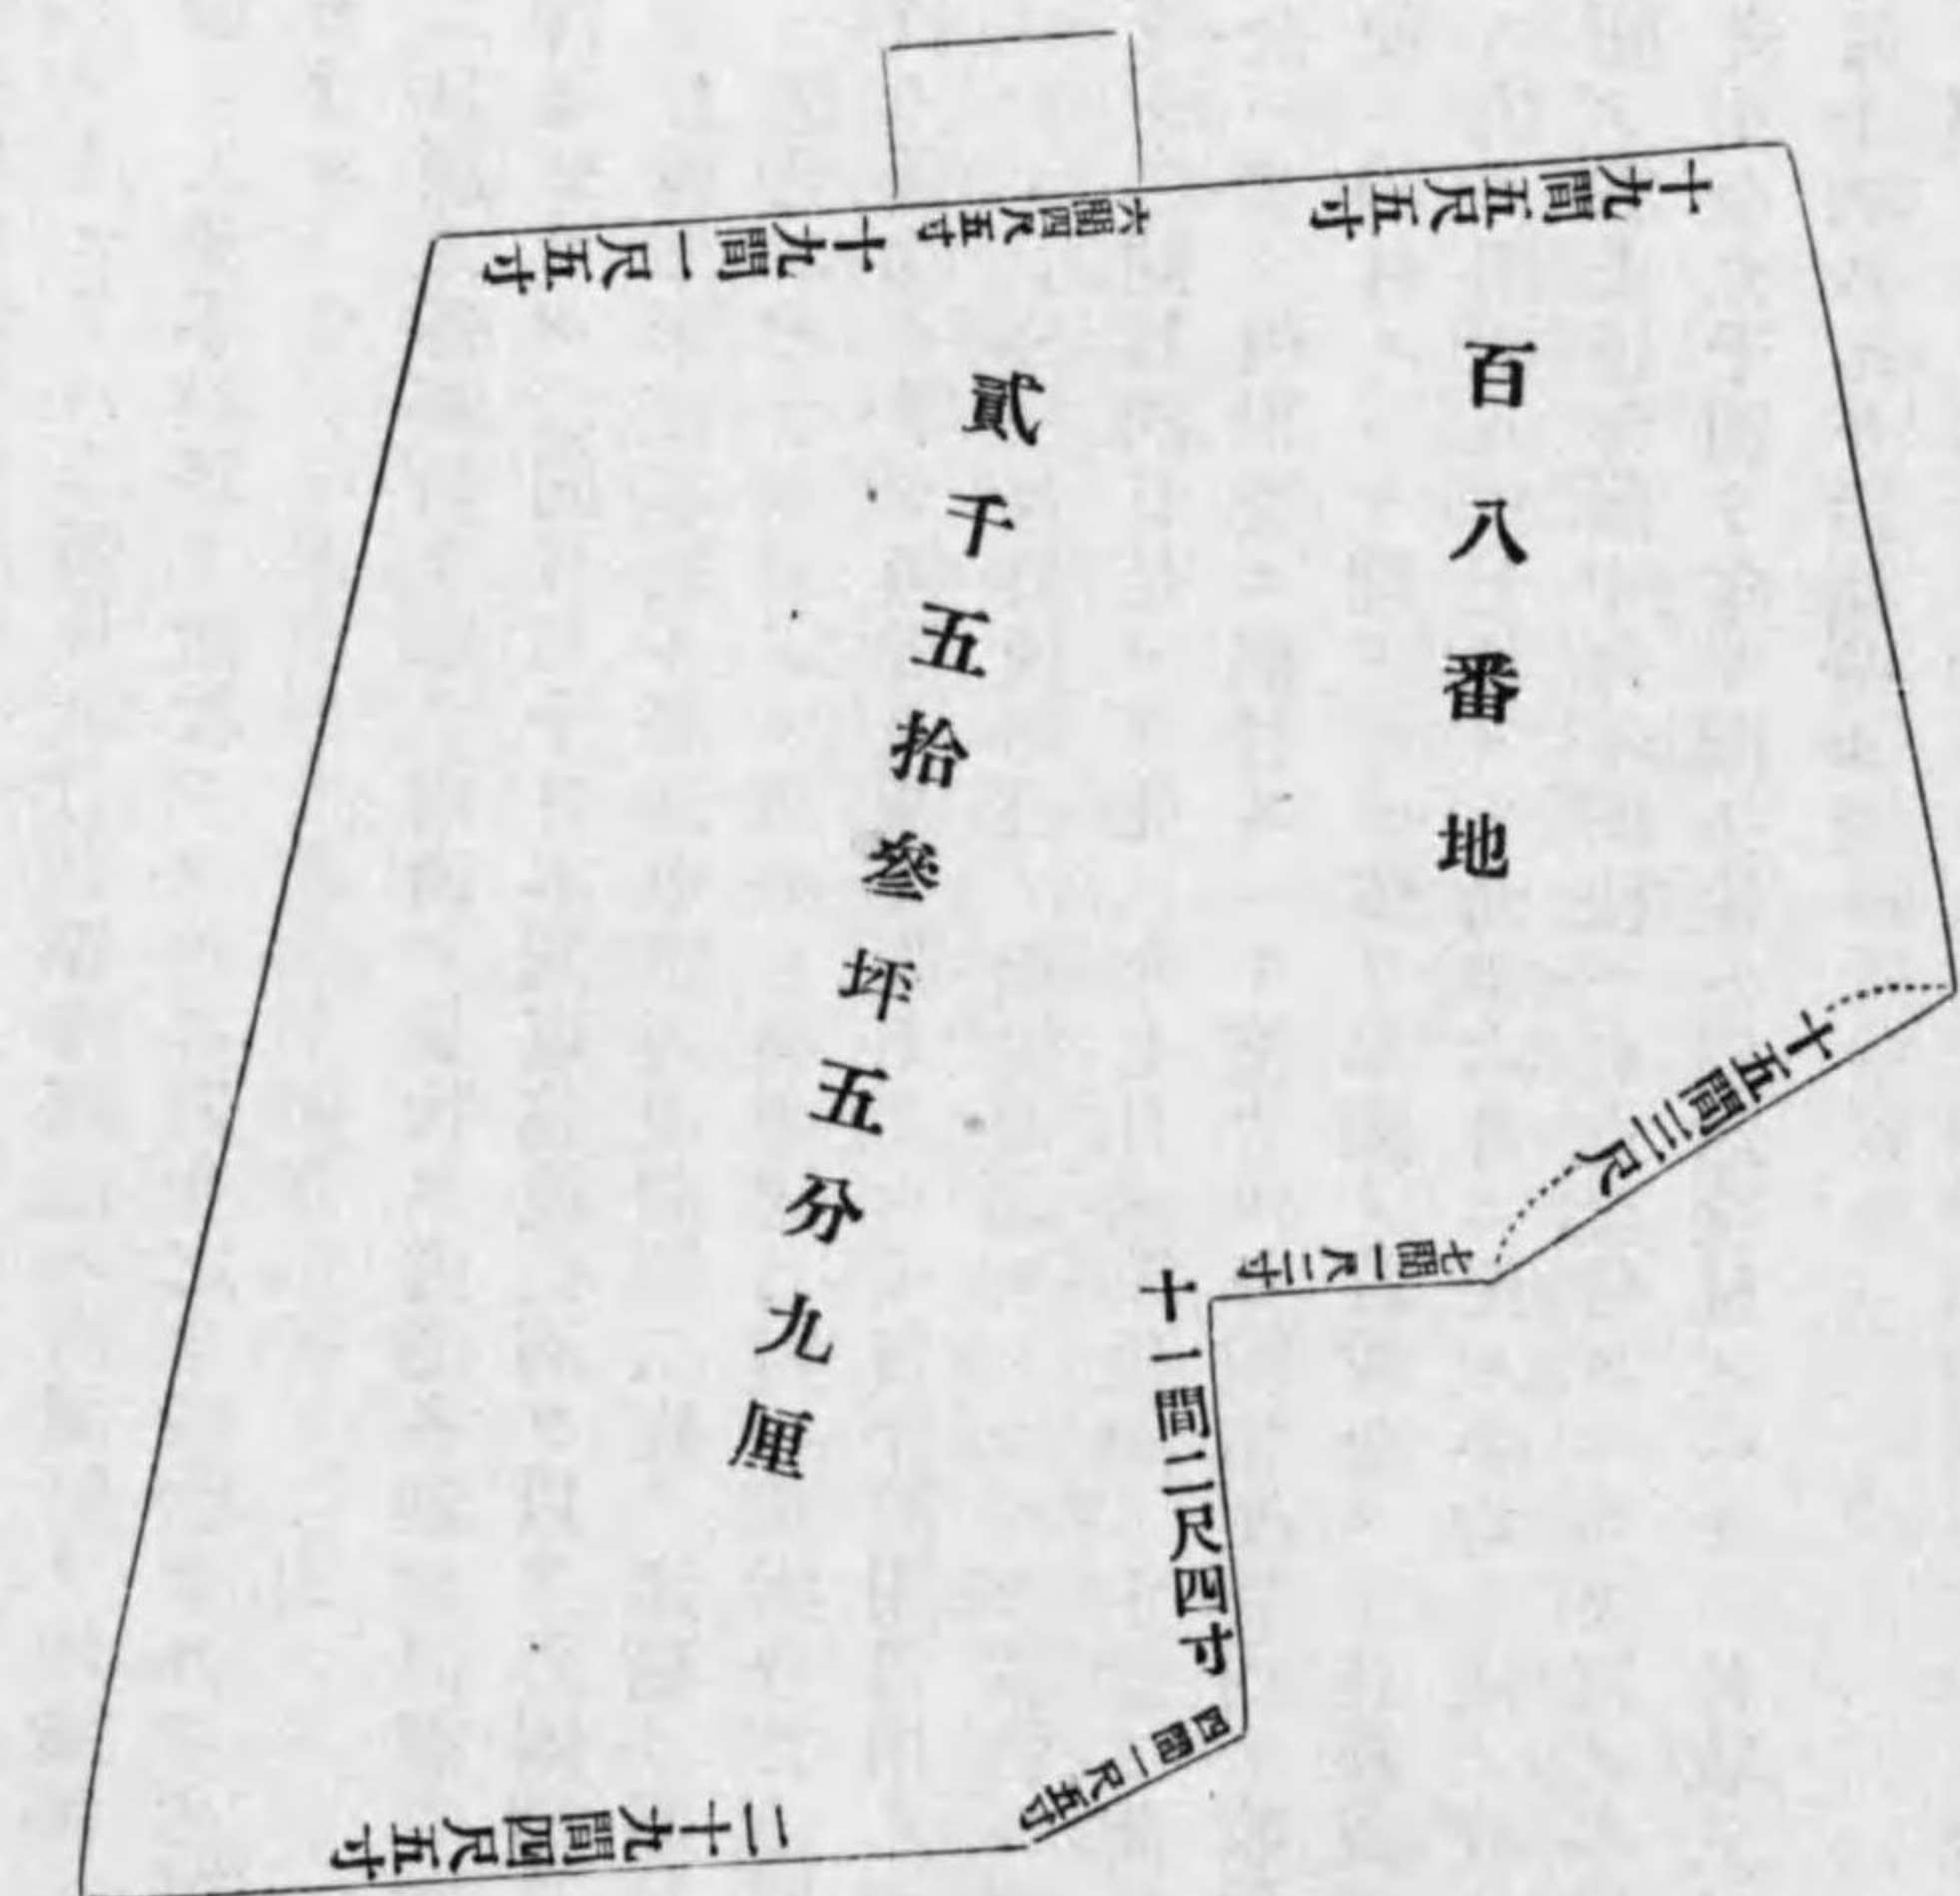 百八番地
貳千五拾參坪五分九厘
十九間五尺五寸
六間四尺五寸
十九間一尺五寸
十五間三尺
七間一尺二寸
十一間二尺四寸
四間一尺五寸
二十九間四尺五寸